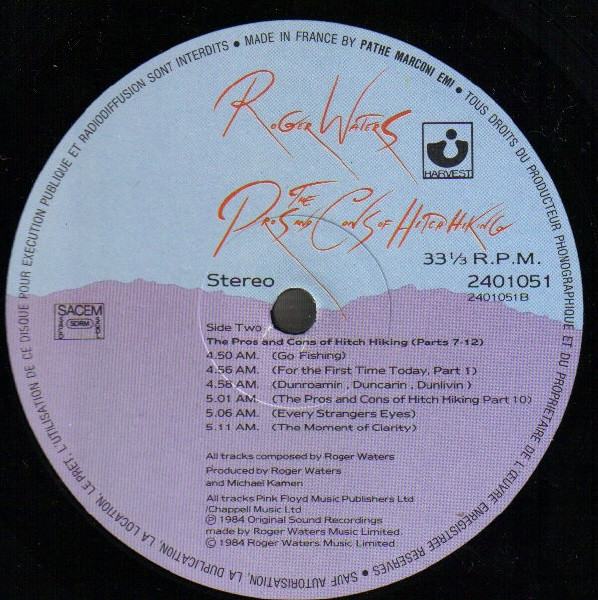 • MADE IN FRANCE BY PATHE MARCONI EMI • TOUS DROITS DU PRODUCTEUR PHONOGRAPHIQUE ET DU PROPRIETAIRE DE L'ŒUVRE ENREGISTREE RESERVES • SAUF AUTORISATION, LA DUPLICATION, LA LOCATION, LE PRET, L'UTILISATION DE CE DISQUE POUR EXECUTION PUBLIQUE ET RADIODIFFUSION SONT INTERDITS
ROGER WATERS
HARVEST
THE
PROS AND CONS OF HITCH HIKING
33 1/3 R.P.M.
Stereo
2401051
2401051B
SACEM
SACD
SDRM
SGDL
Side Two
The Pros and Cons of Hitch Hiking (Parts 7-12)
4.50 AM. (Go Fishing)
4.56 AM. (For the First Time Today, Part 1)
4.58 AM. (Dunroamin , Duncarin , Dunlivin )
5.01 AM. (The Pros and Cons of Hitch Hiking Part 10)
5.06 AM. (Every Strangers Eyes)
5.11 AM. (The Moment of Clarity)
All tracks composed by Roger Waters
Produced by Roger Waters
and Michael Kamen
All tracks Pink Floyd Music Publishers Ltd
/Chappell Music Ltd
℗ 1984 Original Sound Recordings
made by Roger Waters Music Limited.
© 1984 Roger Waters Music Limited.